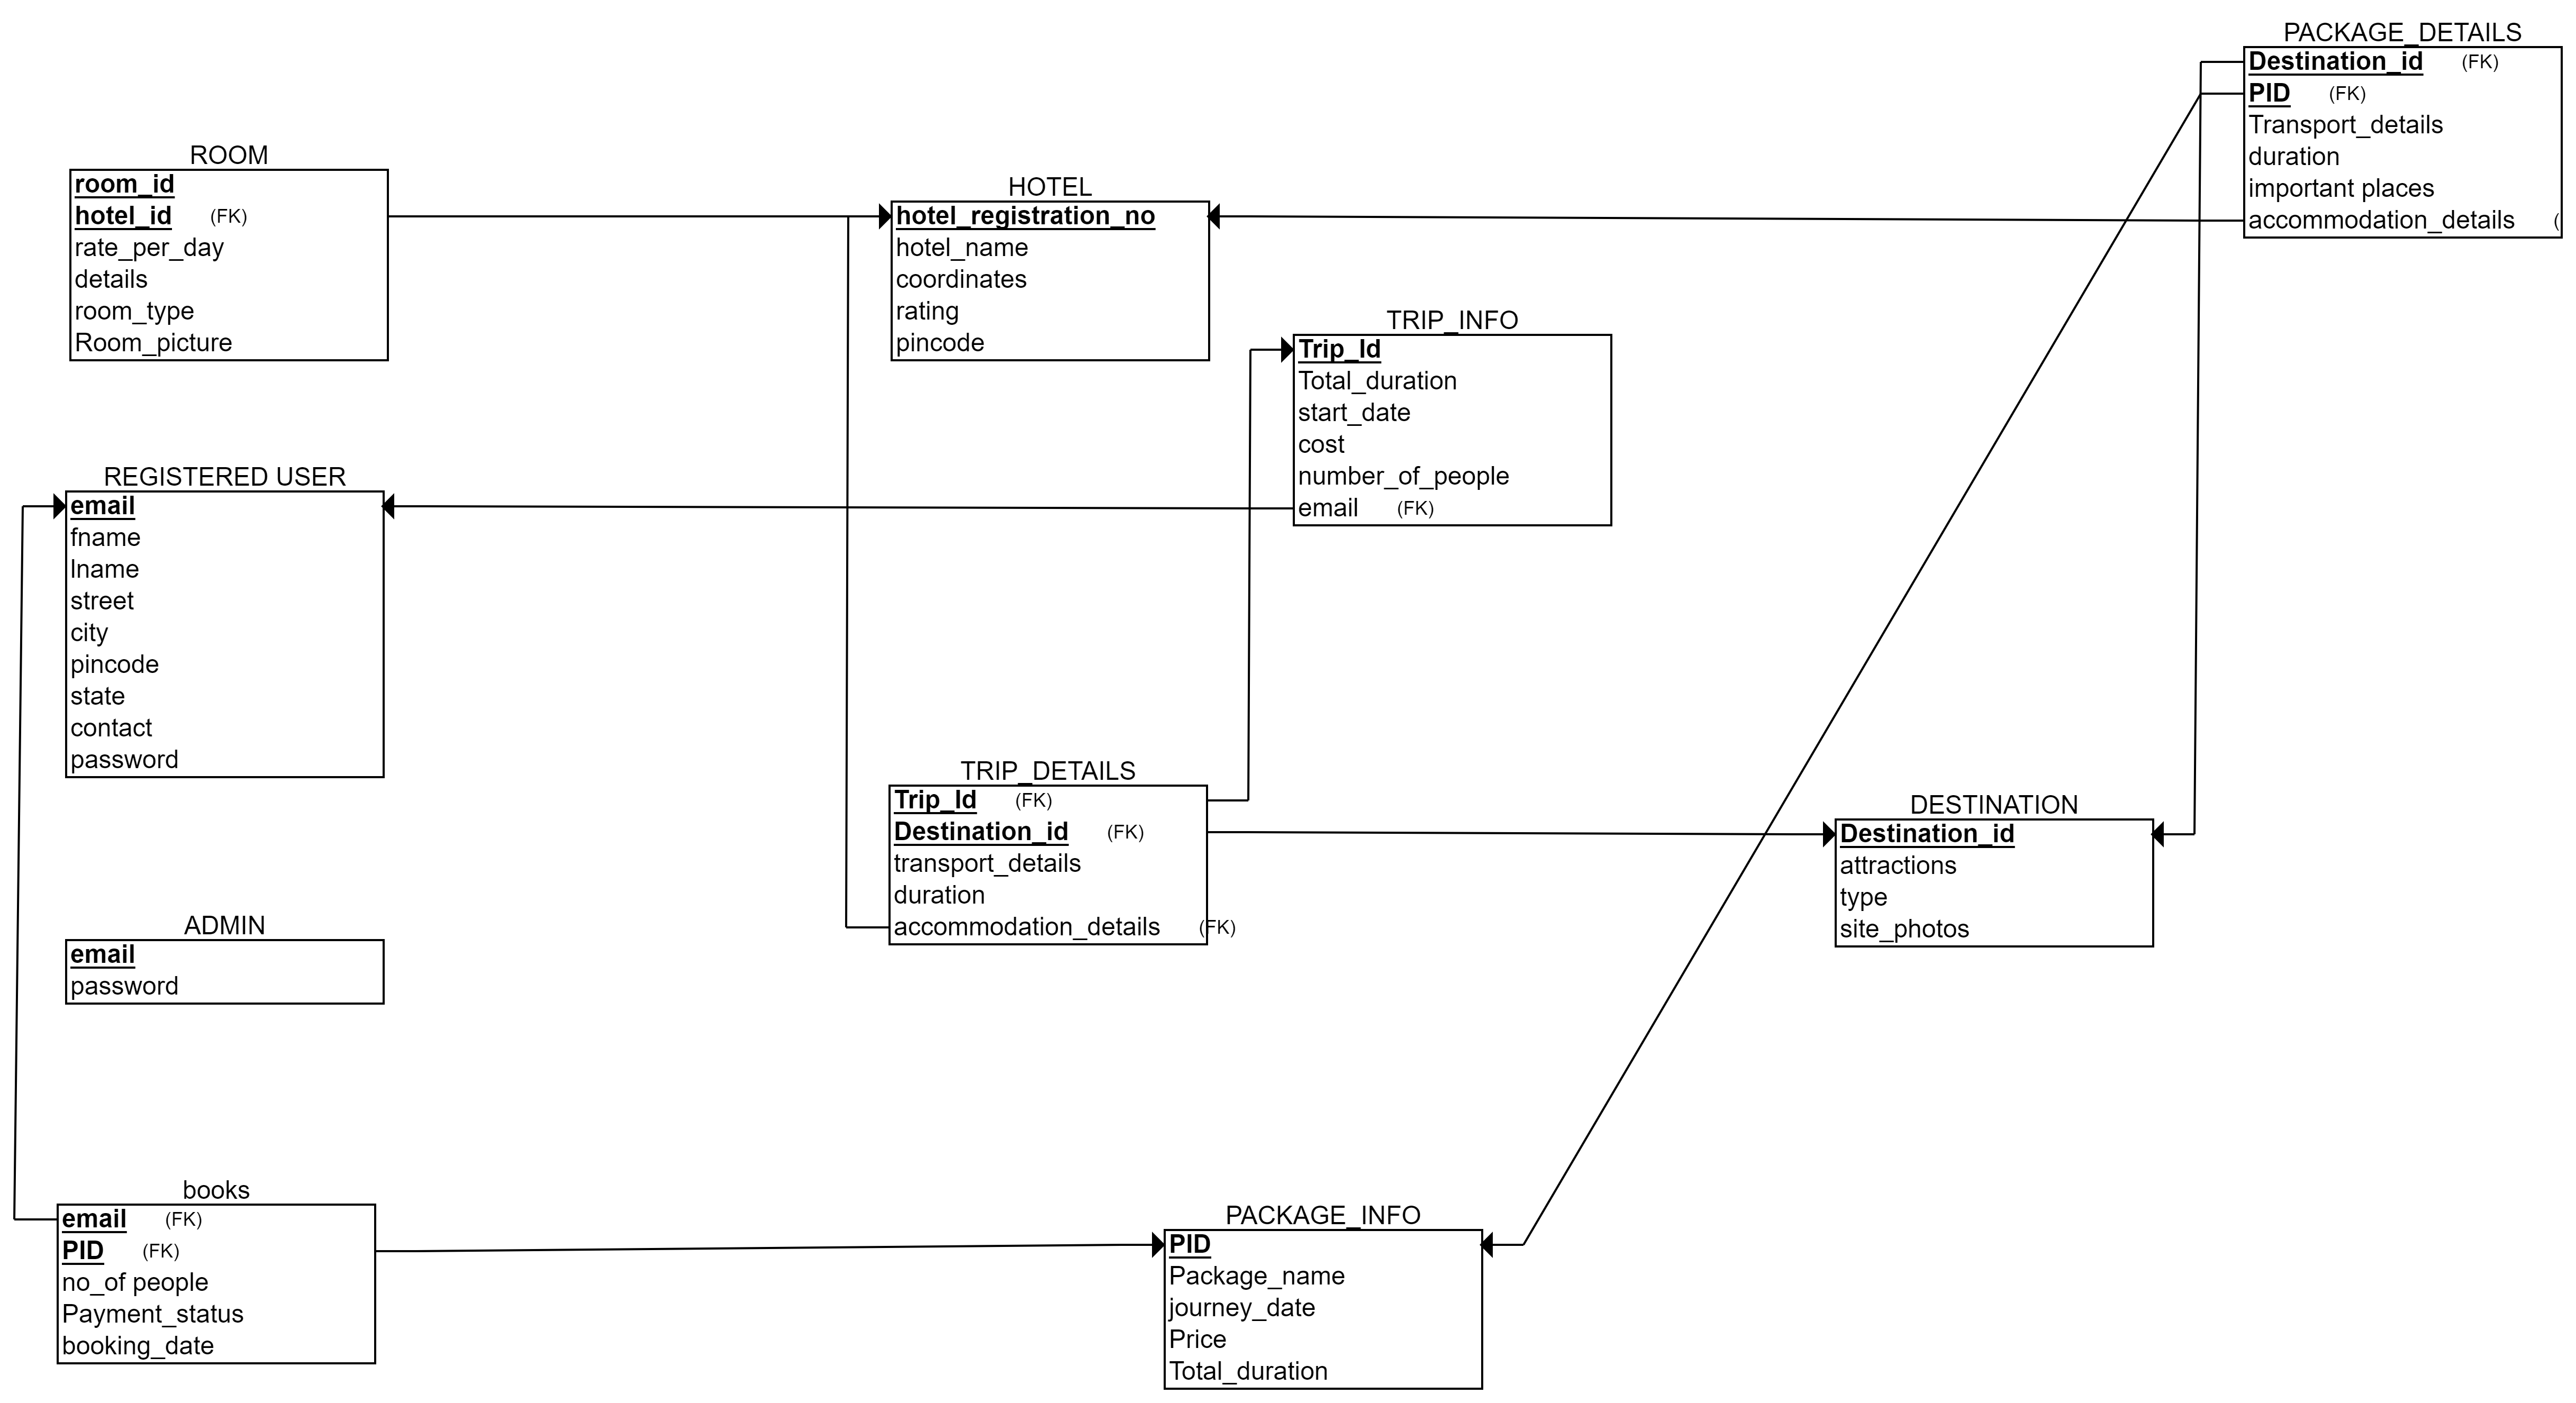 PACKAGE_DETAILS
Destination_id (FK)
PID (FK)
Transport_details
duration
important places
accommodation_details (
ROOM
room_id
hotel_id (FK)
rate_per_day
details
room_type
Room_picture
HOTEL
hotel_registration_no
hotel_name
coordinates
rating
pincode
TRIP_INFO
Trip_Id
Total_duration
start_date
cost
number_of_people
email (FK)
REGISTERED USER
email
fname
lname
street
city
pincode
state
contact
password
TRIP_DETAILS
Trip_Id (FK)
Destination_id (FK)
transport_details
duration
accommodation_details (FK)
DESTINATION
Destination_id
attractions
type
site_photos
ADMIN
email
password
books
email (FK)
PID (FK)
no_of people
Payment_status
booking_date
PACKAGE_INFO
PID
Package_name
journey_date
Price
Total_duration